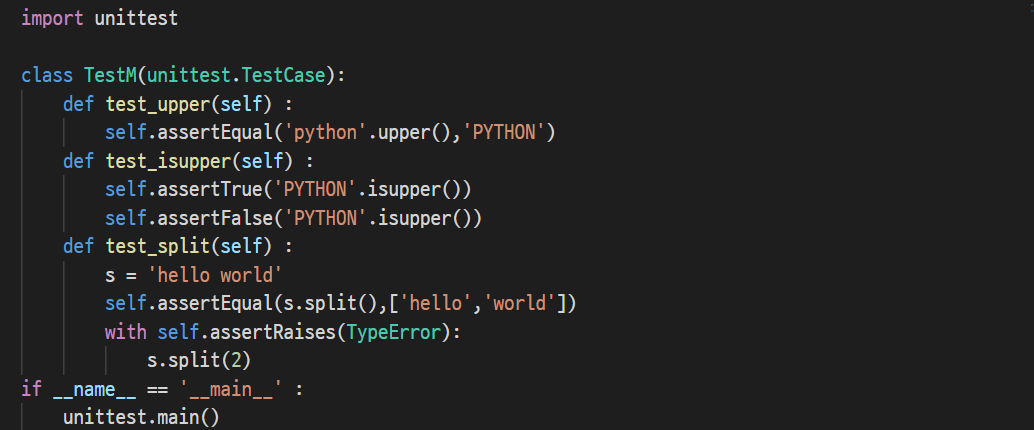 import unittest

class TestM(unittest.TestCase):
    def test_upper(self) :
        self.assertEqual('python'.upper(),'PYTHON')
    def test_isupper(self) :
        self.assertTrue('PYTHON'.isupper())
        self.assertFalse('PYTHON'.isupper())
    def test_split(self) :
        s = 'hello world'
        self.assertEqual(s.split(),['hello','world'])
        with self.assertRaises(TypeError):
            s.split(2)
if __name__ == '__main__' :
    unittest.main()